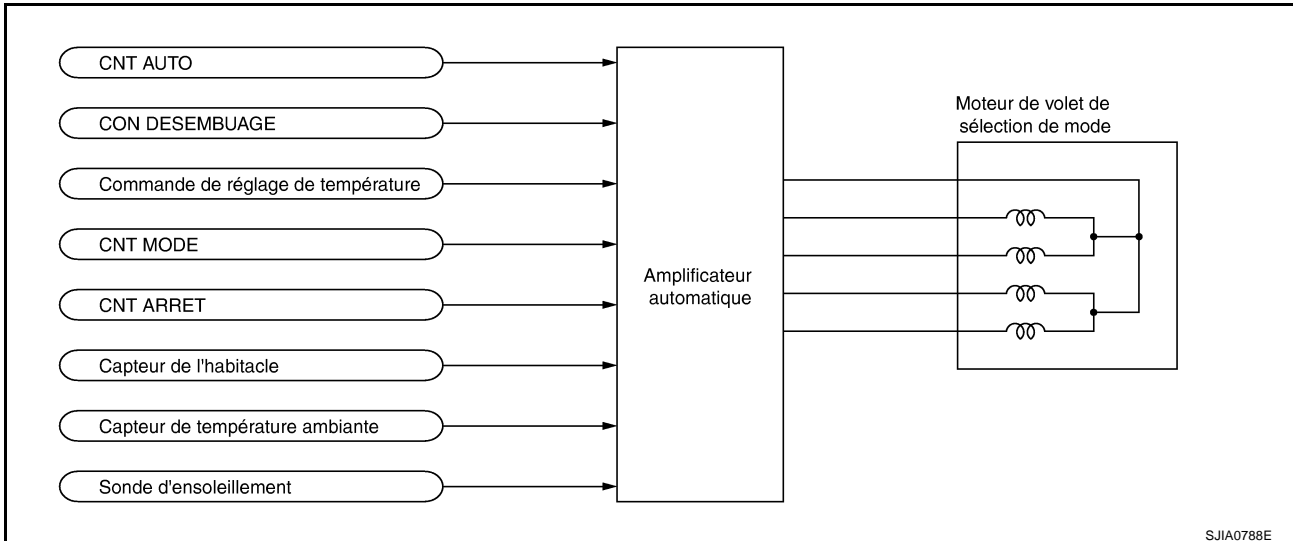 CNT AUTO
CON DESEMBUAGE
Commande de réglage de température
CNT MODE
CNT ARRET
Capteur de l'habitacle
Capteur de température ambiante
Sonde d'ensoleillement
Amplificateur
automatique
Moteur de volet de
sélection de mode
SJIA0788E